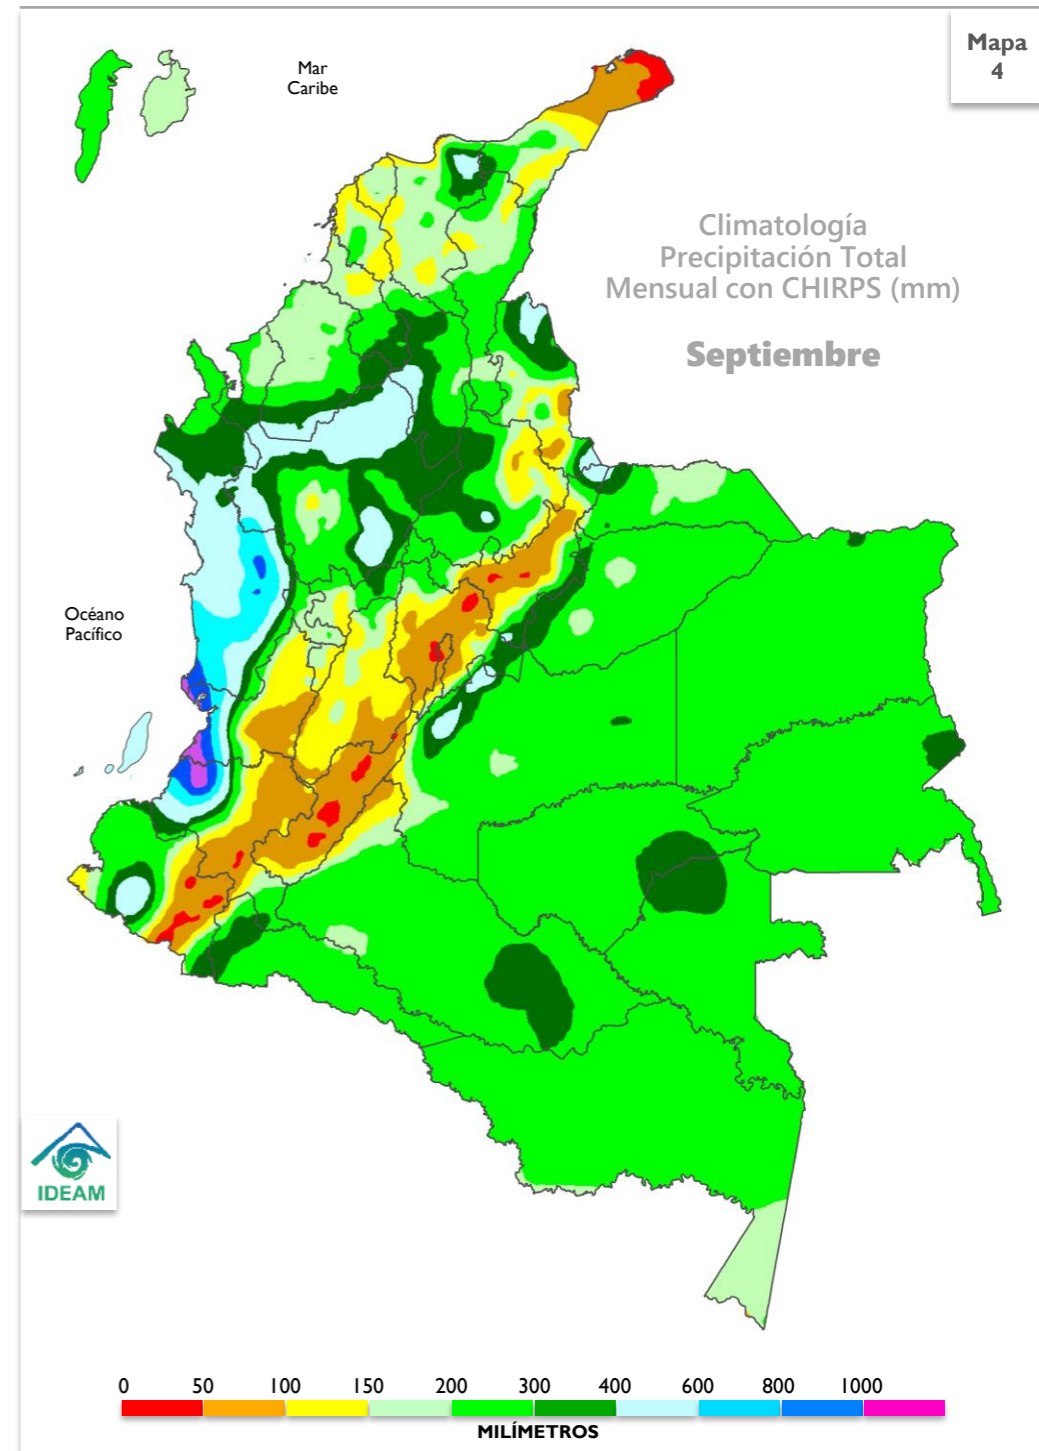 Mapa
4
Mar
Caribe
Climatología
Precipitación Total
Mensual con CHIRPS (mm)
Septiembre
Océano
Pacífico
IDEAM
0 50 100 150 200 300 400 600 800 1000
MILÍMETROS